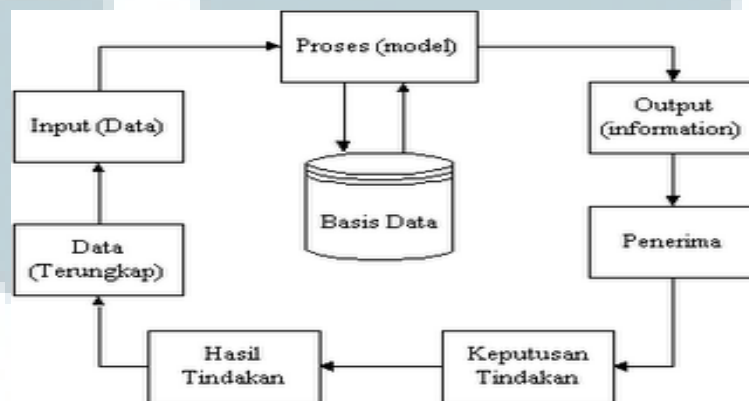 Proses (model)
Input (Data)
Output
(information)
Basis Data
Penerima
Data
(Terungkap)
Hasil
Tindakan
Keputusan
Tindakan